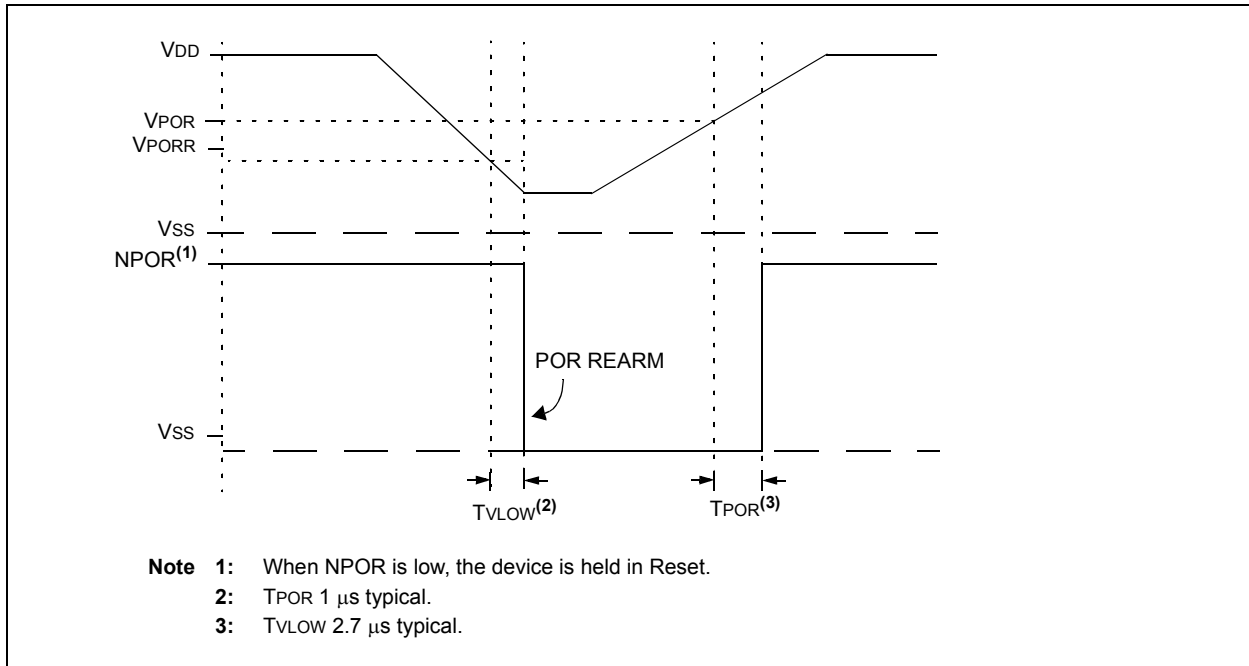 VDD
VPOR
VPORR
VSS
NPOR(1)
POR REARM
VSS
TVLOW(2)
TPOR(3)
Note 1: When NPOR is low, the device is held in Reset.
2: TPOR 1 μs typical.
3: TVLOW 2.7 μs typical.